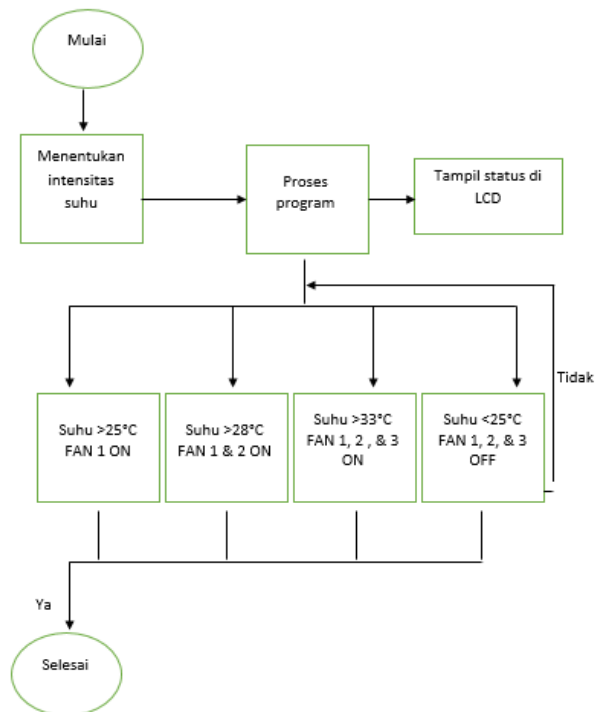 Mulai
Menentukan
intensitas
suhu
Proses
program
Tampil status di
LCD
Tidak
Suhu >25°C
FAN 1 ON
Suhu >28°C
FAN 1 & 2 ON
Suhu >33°C
FAN 1, 2 , & 3
ON
Suhu <25°C
FAN 1, 2, & 3
OFF
Ya
Selesai